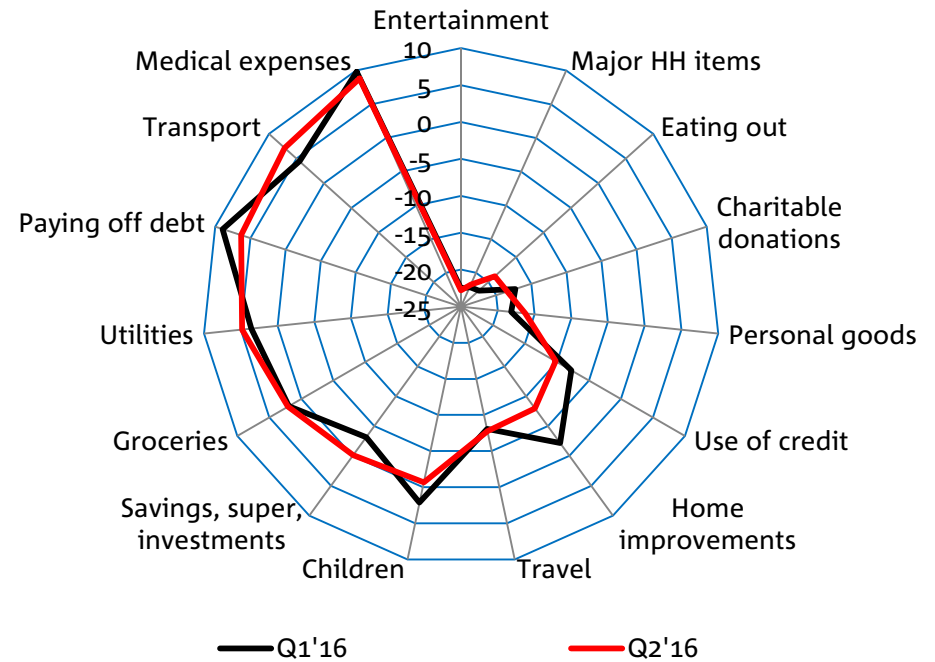 Entertainment
Medical expenses
Major HH items
Transport
Eating out
Paying off debt
Charitable
donations
Utilities
Personal goods
Groceries
Use of credit
Savings, super,
investments
Home
improvements
Children
Travel
10
5
0
-5
-10
-15
-20
-25
Q1'16
Q2'16